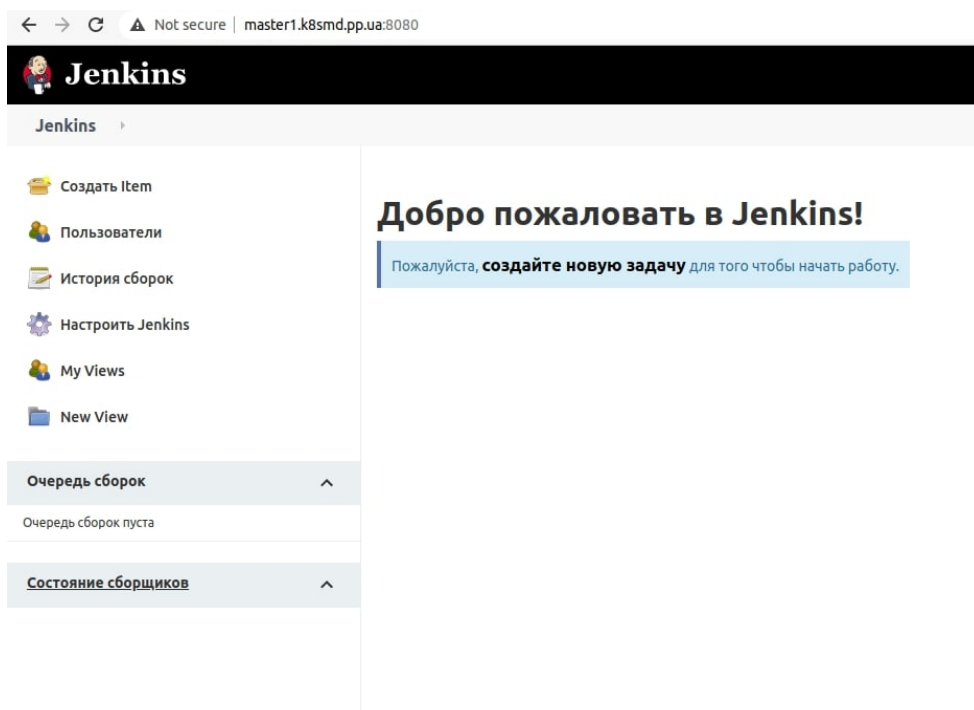 Not secure | master1.k8smd.pp.ua:8080
Jenkins
Jenkins
Создать Item
Пользователи
История сборок
Настроить Jenkins
My Views
New View
Очередь сборок
Очередь сборок пуста
Состояние сборщиков
Добро пожаловать в Jenkins!
Пожалуйста, создайте новую задачу для того чтобы начать работу.